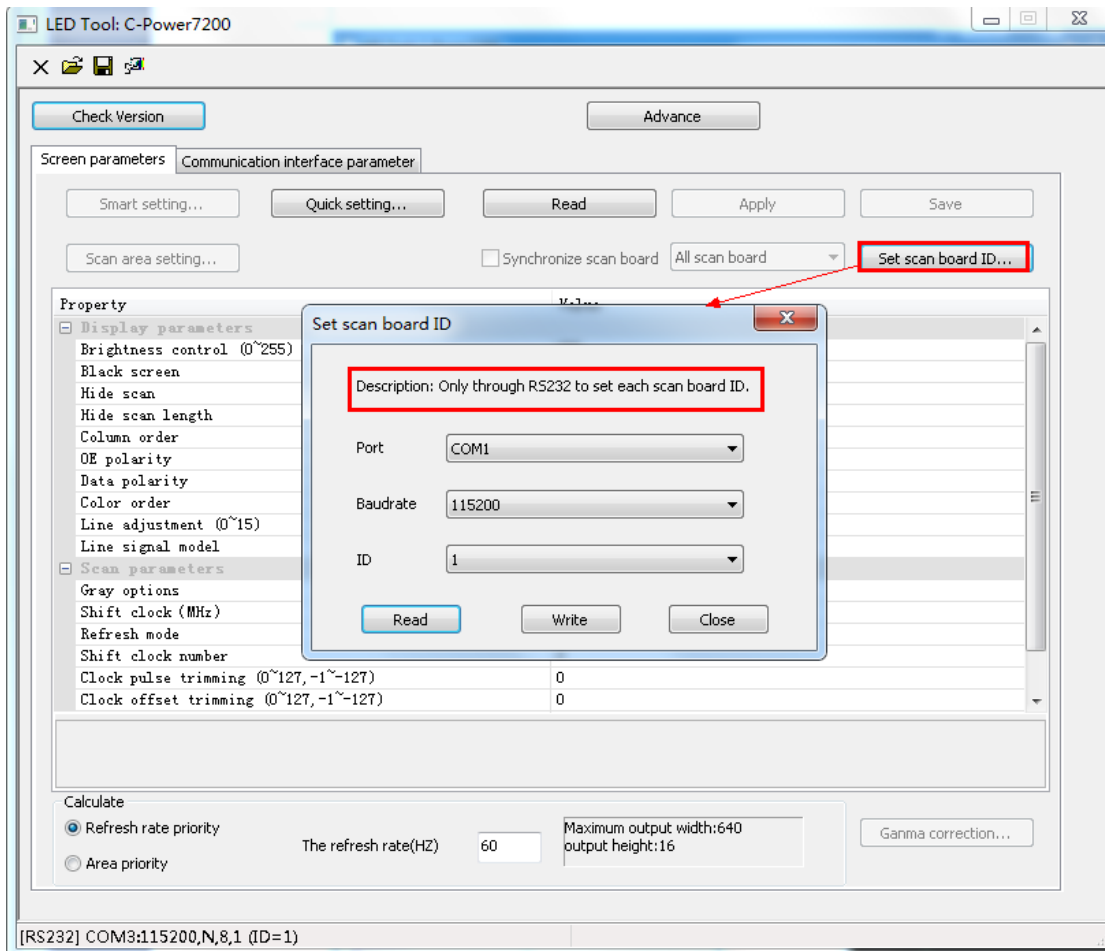 LED Tool: C-Power7200
Check Version
Advance
Screen parameters
Communication interface parameter
Smart setting...
Quick setting...
Read
Apply
Save
Scan area setting...
Synchronize scan board
All scan board
Set scan board ID...
Property
Set scan board ID
Description: Only through RS232 to set each scan board ID.
Port
COM1
Baudrate
115200
ID
1
Read
Write
Close
Display parameters
Brightness control (0~255)
Black screen
Hide scan
Hide scan length
Column order
OE polarity
Data polarity
Color order
Line adjustment (0~15)
Line signal model
Scan parameters
Gray options
Shift clock (MHz)
Refresh mode
Shift clock number
Clock pulse trimming (0~127,-1~-127)
0
Clock offset trimming (0~127,-1~-127)
0
Calculate
Refresh rate priority
Area priority
The refresh rate(HZ)
60
Maximum output width:640
output height:16
Ganma correction...
[RS232] COM3:115200,N,8,1 (ID=1)